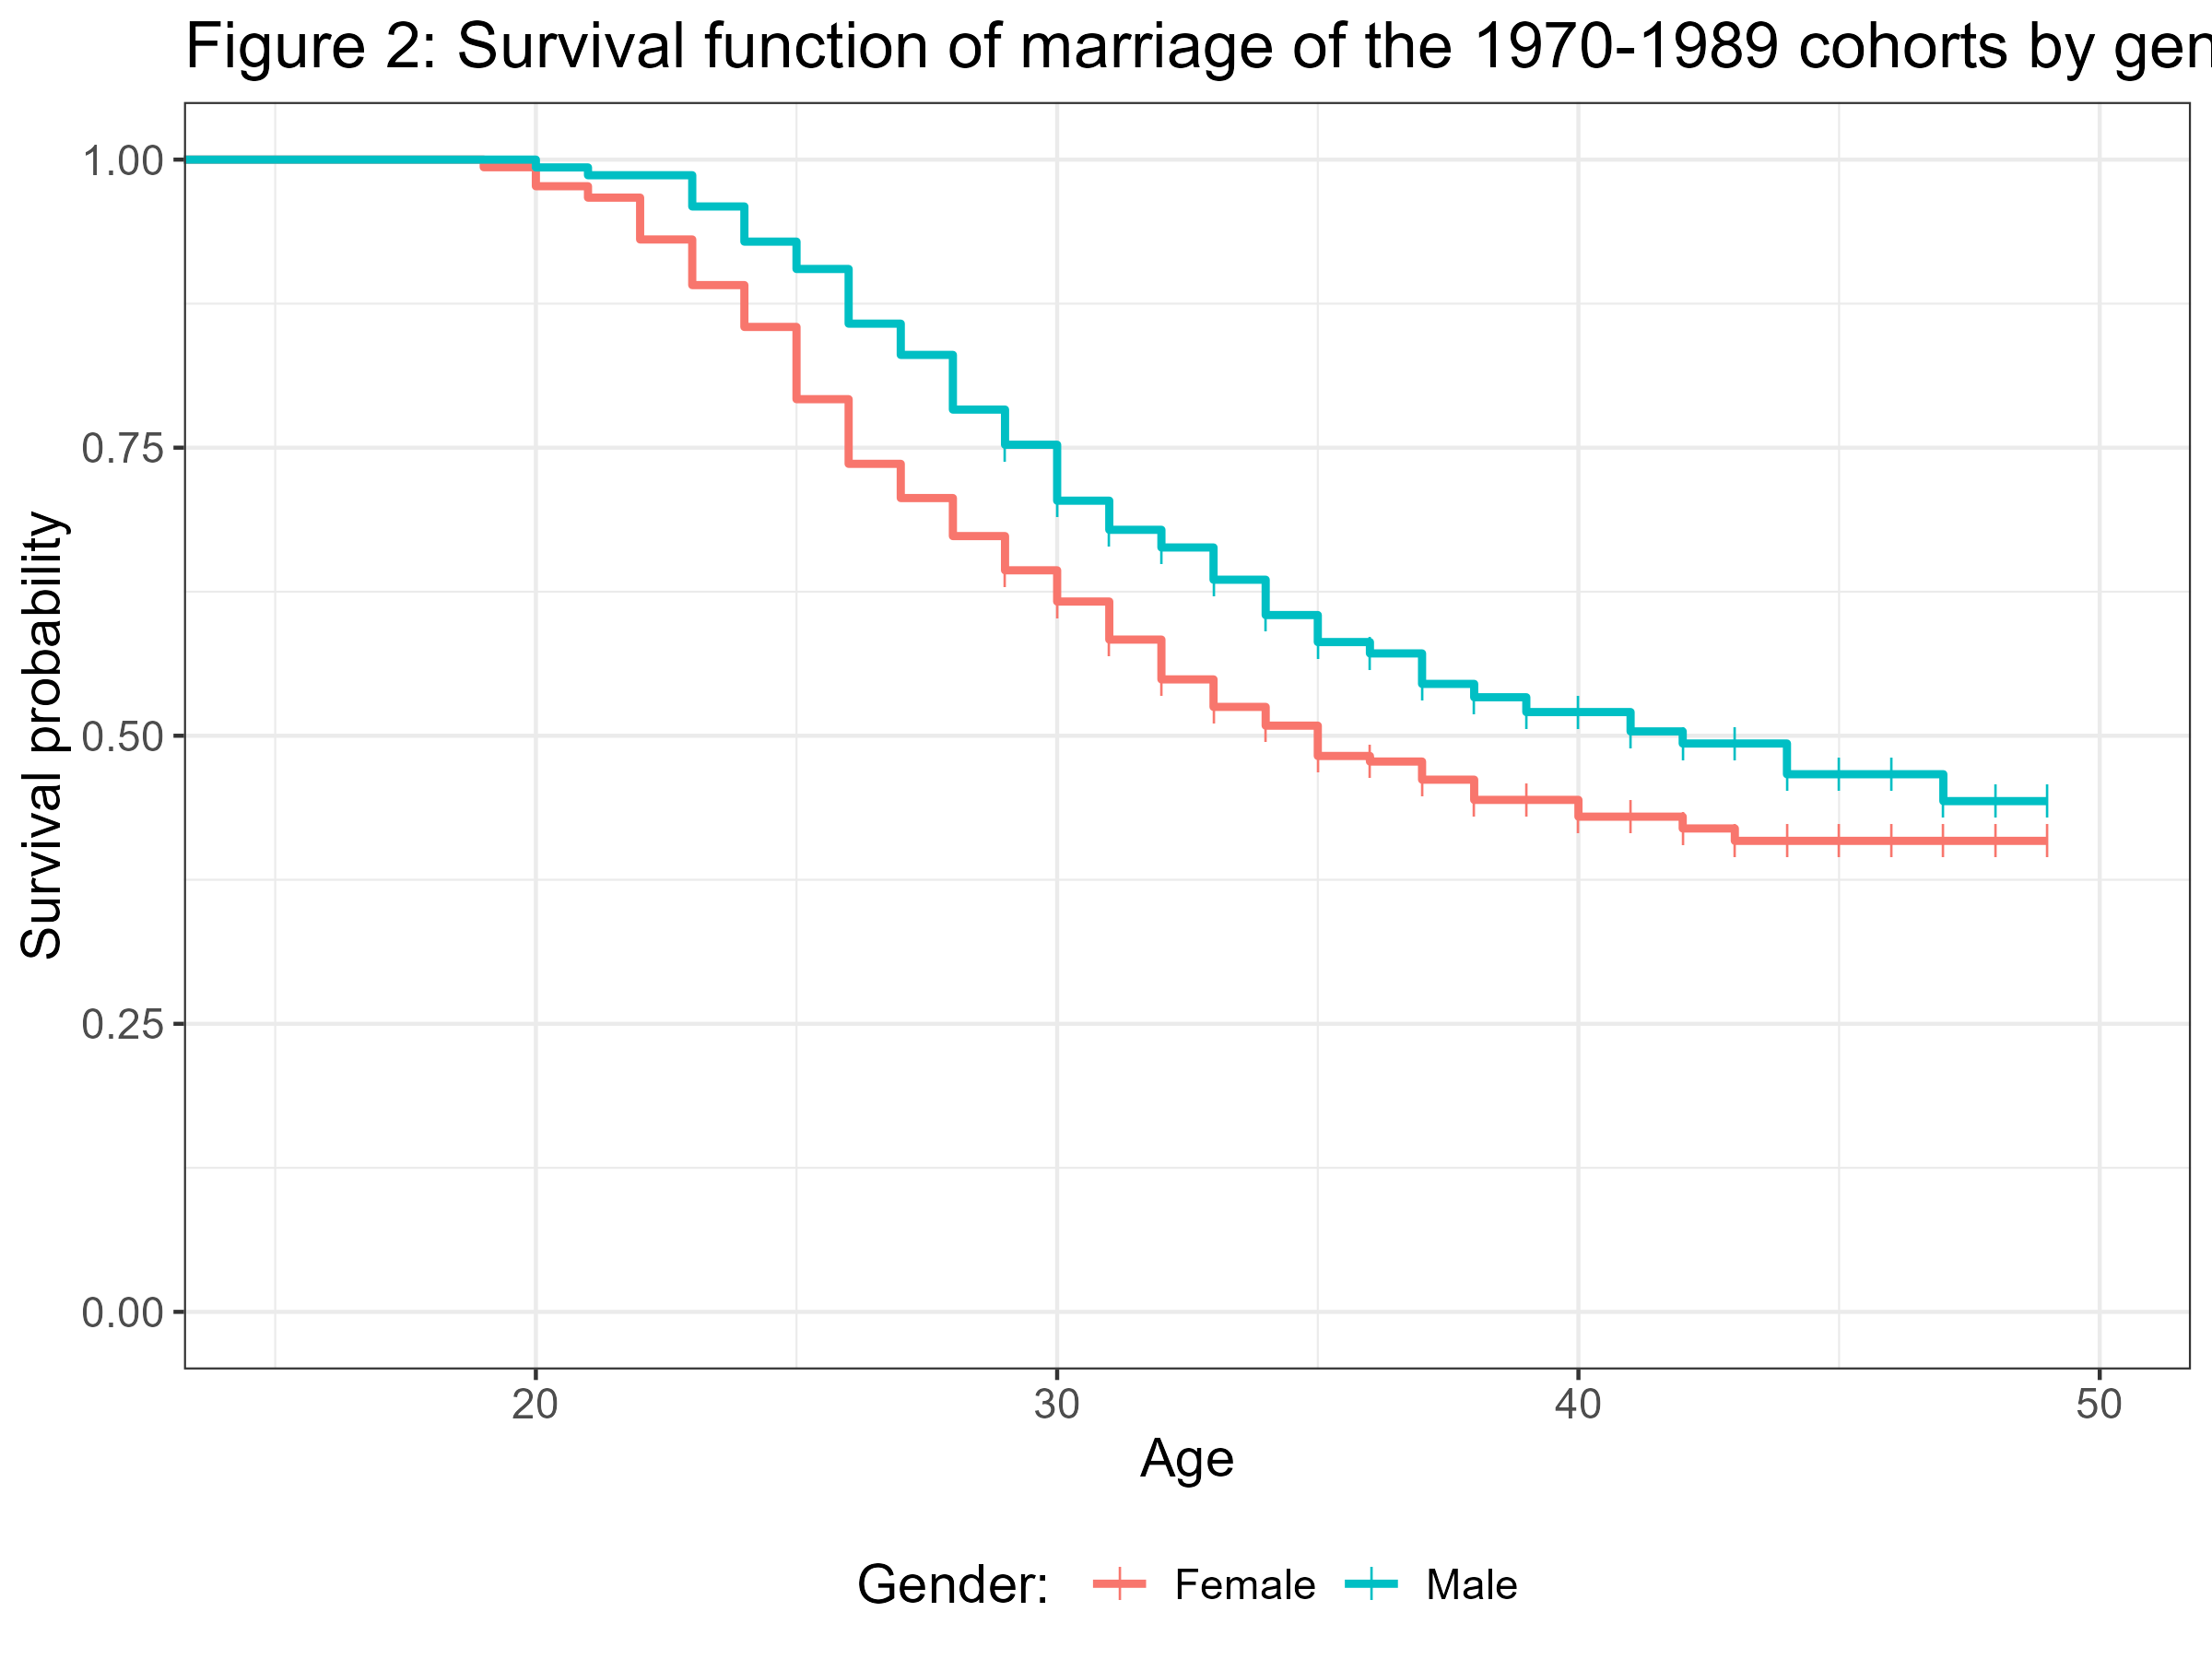 Figure 2: Survival function of marriage of the 1970-1989 cohorts by gen
1.00
0.75
0.50
0.25
0.00
Survival probability
20 30 40 50
Age
Gender: Female Male